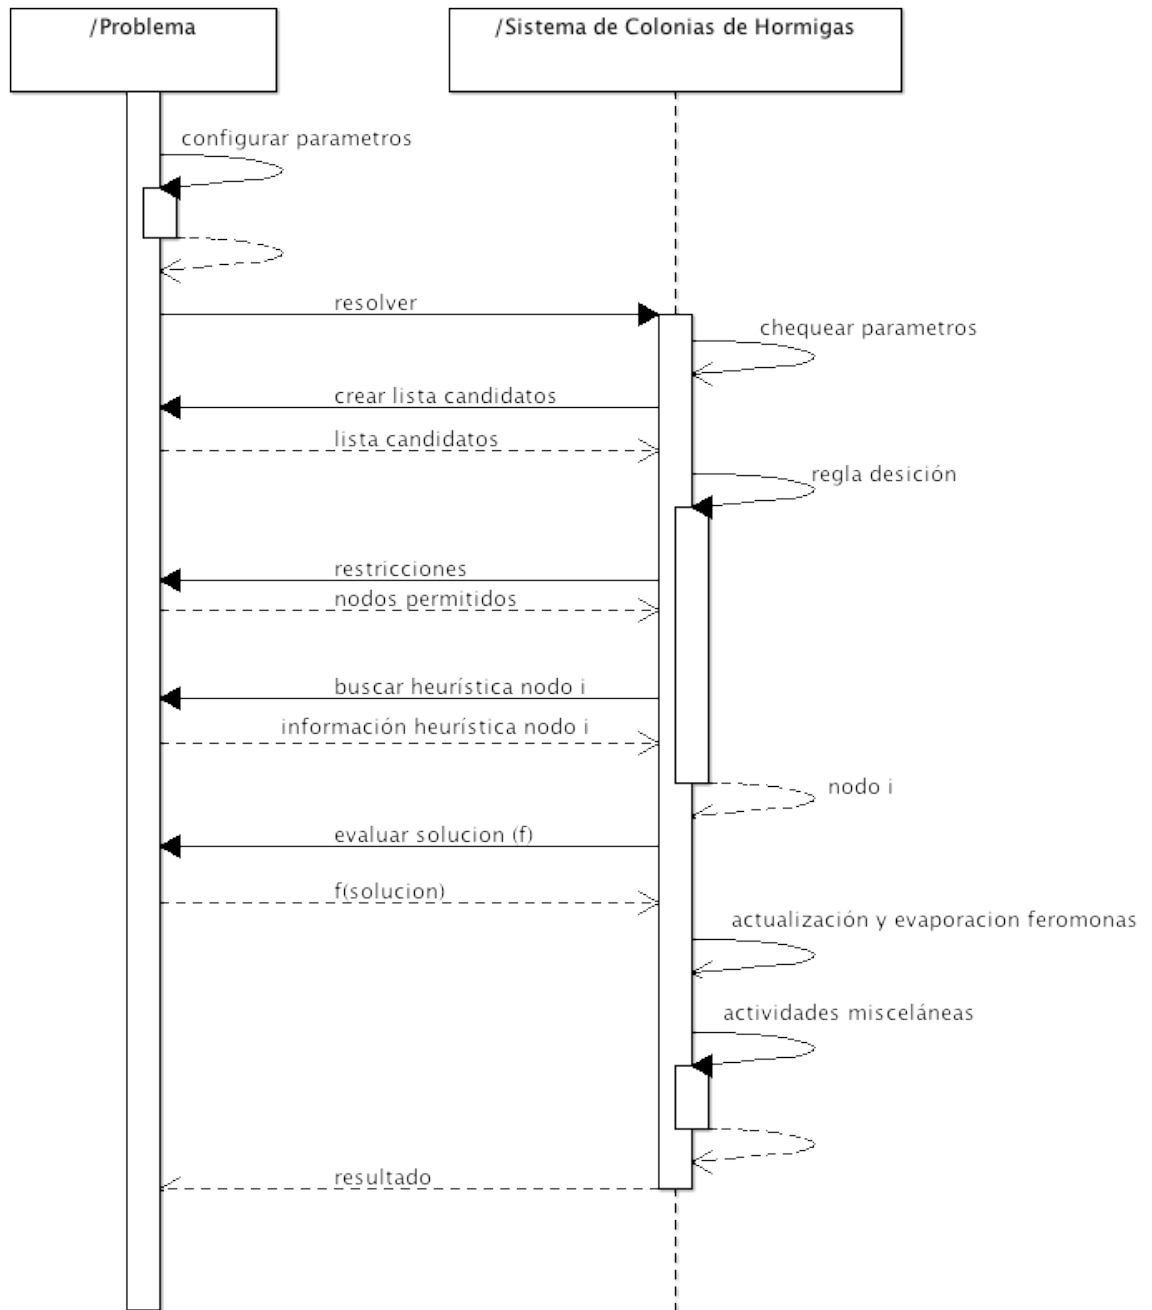 /Problema
/Sistema de Colonias de Hormigas
configurar parametros
resolver
chequear parametros
crear lista candidatos
lista candidatos
regla desición
restricciones
nodos permitidos
buscar heurística nodo i
información heurística nodo i
nodo i
evaluar solucion (f)
f(solucion)
actualización y evaporacion feromonas
actividades misceláneas
resultado